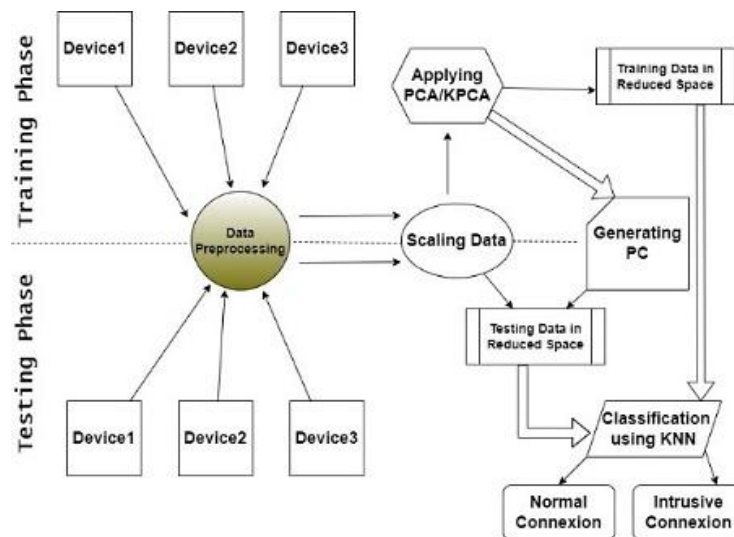 Training Phase
Device1
Device2
Device3
Applying
PCA/KPCA
Training Data in
Reduced Space
Data
Preprocessing
Scaling Data
Generating
PC
Testing Phase
Testing Data in
Reduced Space
Device1
Device2
Device3
Classification
using KNN
Normal
Connexion
Intrusive
Connexion